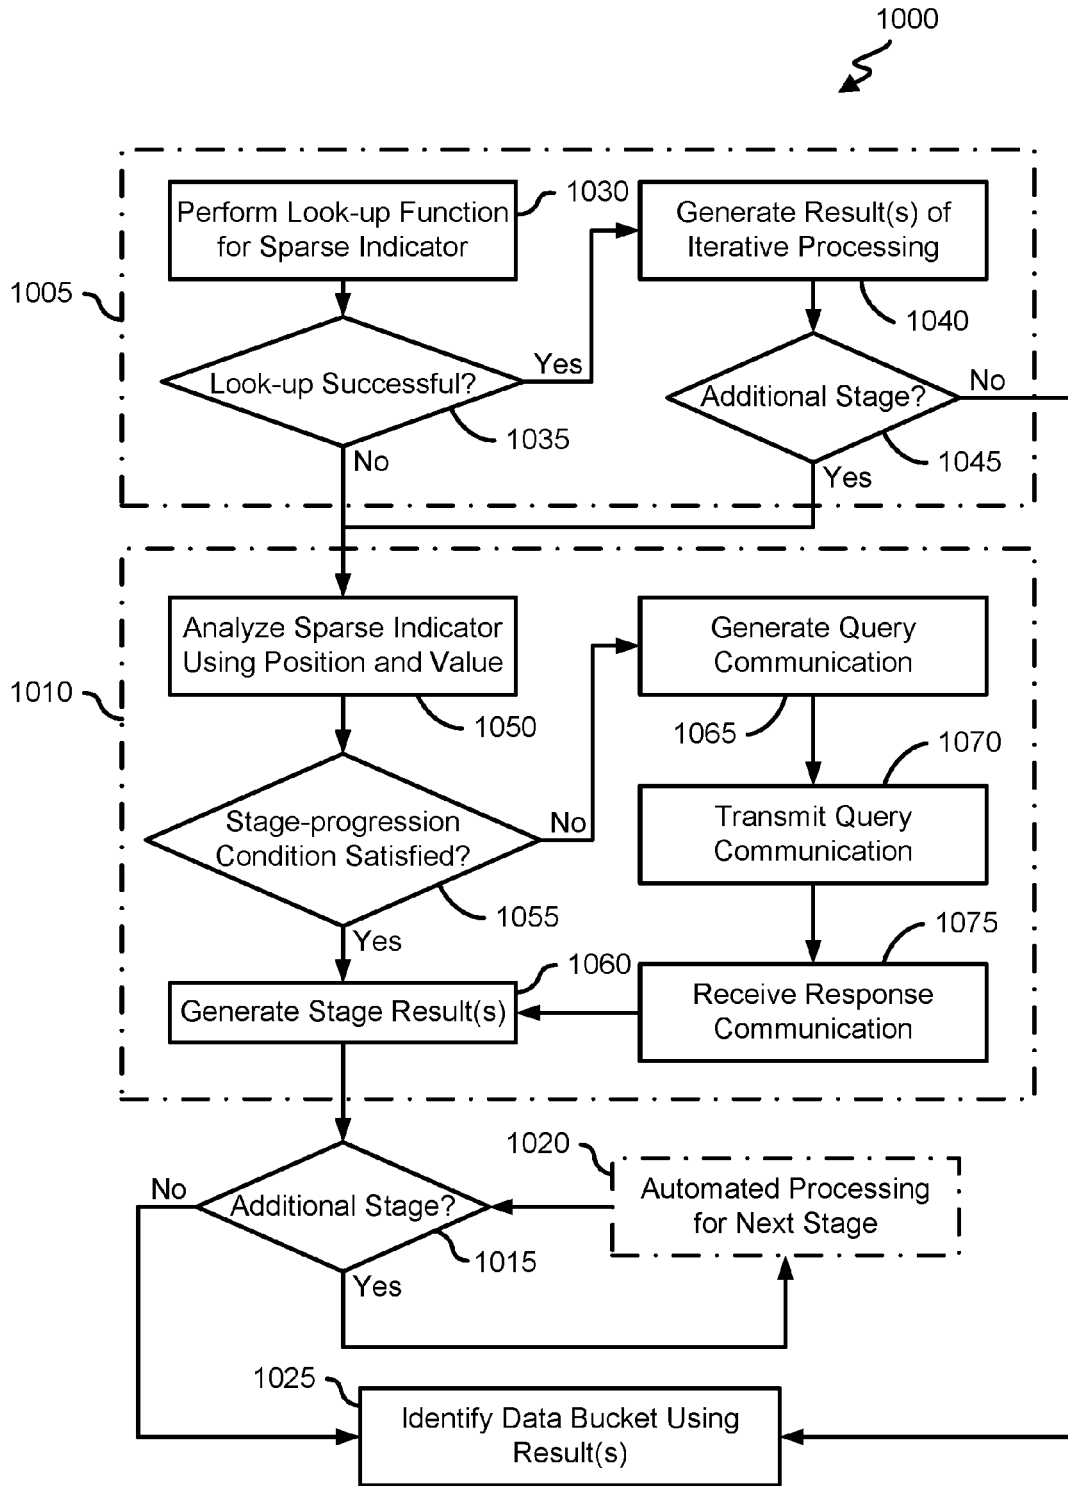 1000
Perform Look-up Function
for Sparse Indicator
1030
Generate Result(s) of
Iterative Processing
1040
1005
Look-up Successful?
Yes
1035
No
Additional Stage?
No
1045
Yes
Analyze Sparse Indicator
Using Position and Value
1050
Generate Query
Communication
1065
1010
1070
Transmit Query
Communication
Stage-progression
Condition Satisfied?
No
1055
Yes
1075
Receive Response
Communication
1060
Generate Stage Result(s)
1020
Automated Processing
for Next Stage
No
Additional Stage?
1015
Yes
1025
Identify Data Bucket Using
Result(s)